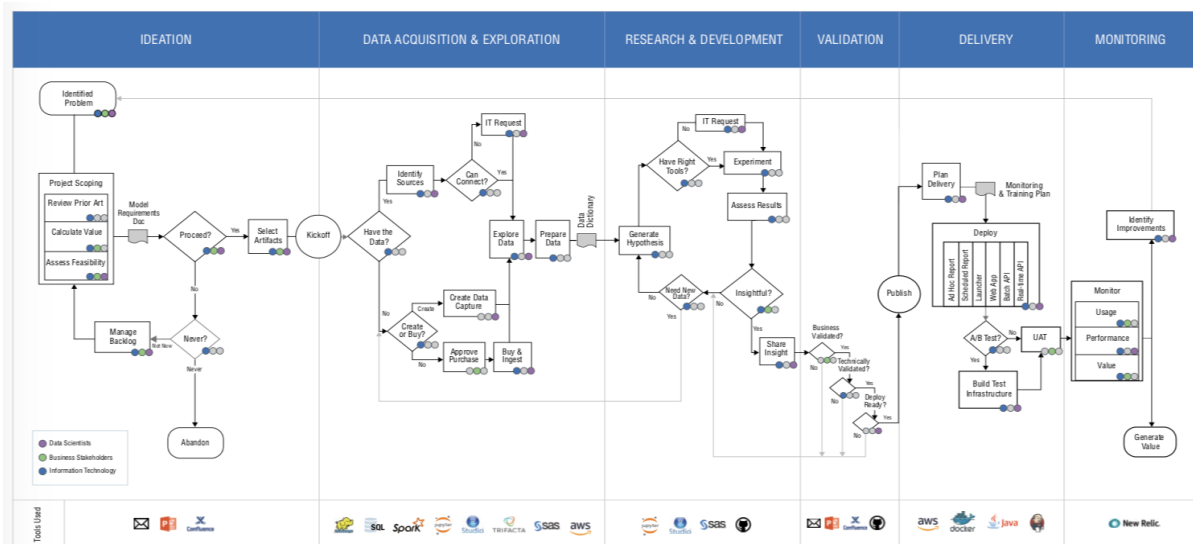 IDEATION
DATA ACQUISITION & EXPLORATION
RESEARCH & DEVELOPMENT
VALIDATION
DELIVERY
MONITORING
Identified
Problem
Project Scoping
Review Prior Art
Calculate Value
Assess Feasibility
Model
Requirements
Doc
Proceed?
Yes
No
Select
Artifacts
Manage
Backlog
Not Now
Never?
Never
Abandon
Data Scientists
Business Stakeholders
Information Technology
Kickoff
Have the
Data?
Yes
No
Identify
Sources
Can
Connect?
No
Yes
IT Request
Explore
Data
Prepare
Data
Data
Dictionary
Create
or Buy?
Create
No
Create Data
Capture
Approve
Purchase
Buy &
Ingest
Generate
Hypothesis
Have Right
Tools?
No
Yes
IT Request
Experiment
Assess Results
Insightful?
No
Yes
Need New
Data?
No
Yes
Share
Insight
Business
Validated?
No
Yes
Technically
Validated?
No
Yes
Deploy
Ready?
No
Yes
Publish
Plan
Delivery
Monitoring
& Training Plan
Deploy
Ad Hoc Report
Scheduled Report
Launcher
Web App
Batch API
Real-time API
A/B Test?
No
Yes
UAT
Build Test
Infrastructure
Monitor
Usage
Performance
Value
Identify
Improvements
Generate
Value
Tools Used
Confluence
SQL
Spark
jupyter
Studio
TRIFACTA
sas
aws
jupyter
Studio
sas
Confluence
aws
docker
Java
New Relic.